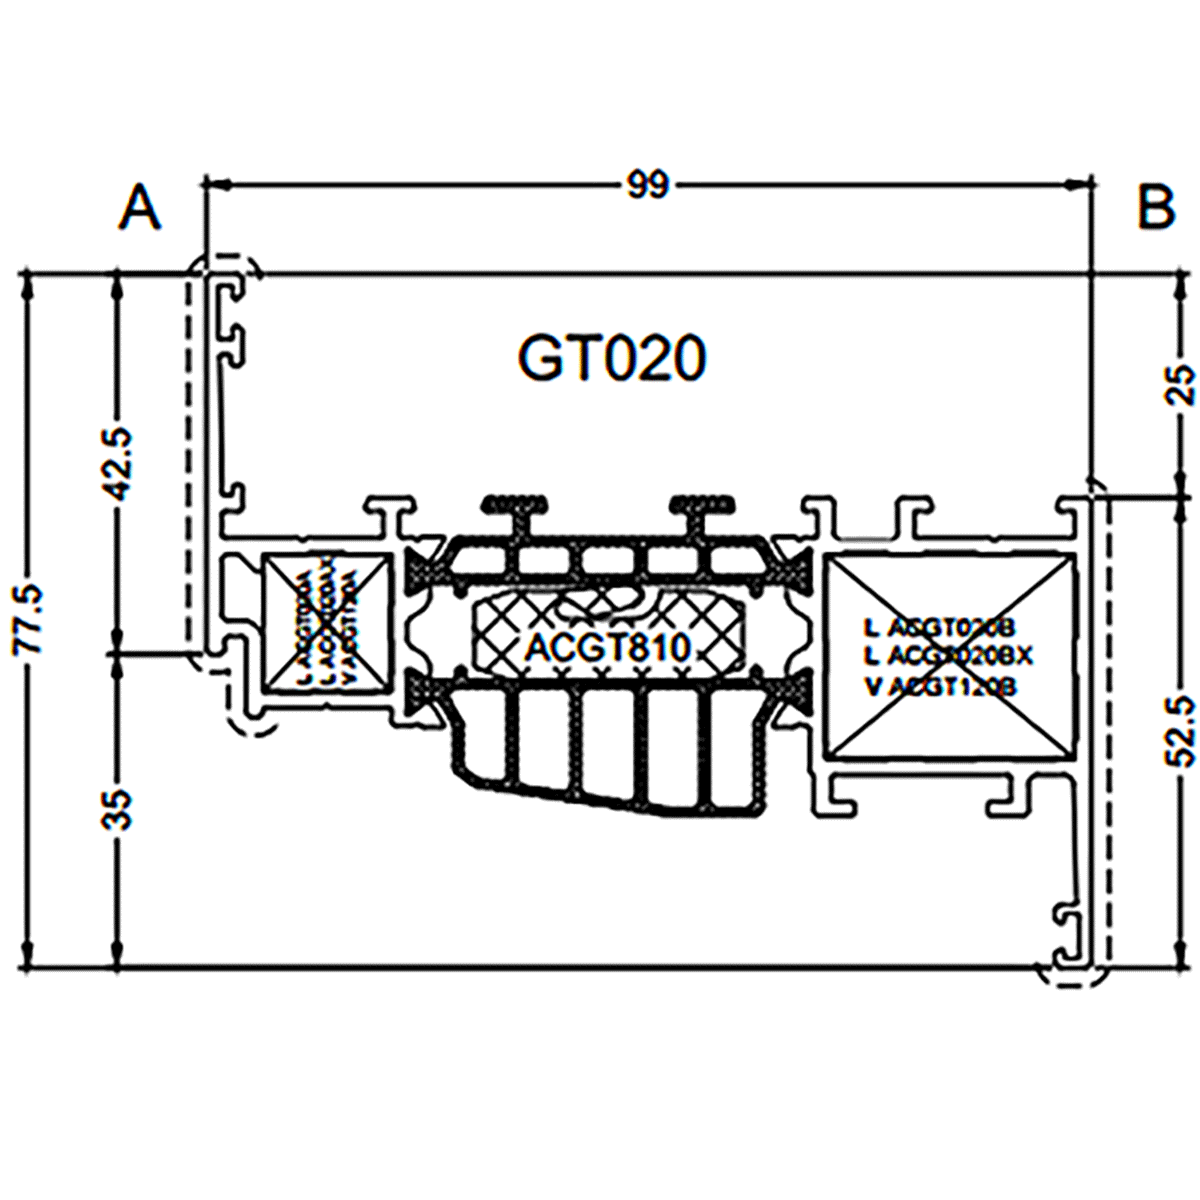 99
A
B
GT020
25
42.5
77.5
ACGT810
L ACGT020A
L ACGT020AX
V ACGT120A
L ACGT020B
L ACGT020BX
V ACGT120B
52.5
35